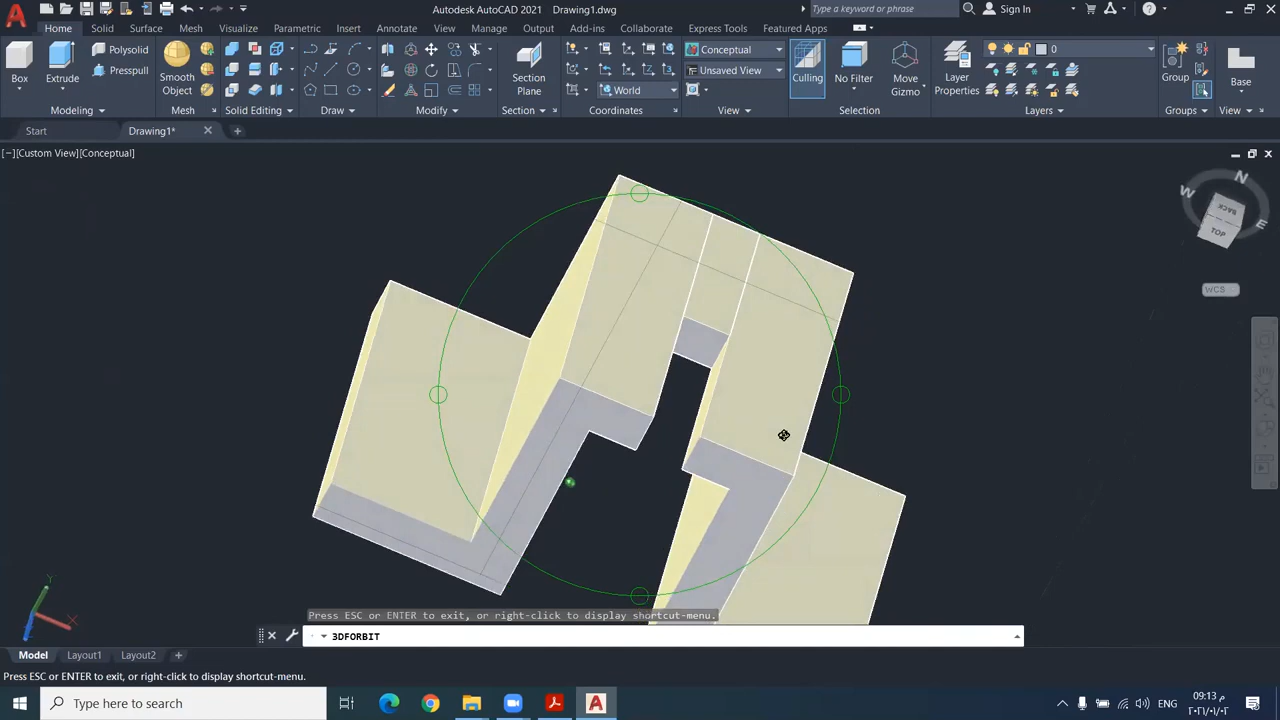 Autodesk AutoCAD 2021 Drawing1.dwg
Type a keyword or phrase
Sign In
Home Solid Surface Mesh Visualize Parametric Insert Annotate View Manage Output Add-ins Collaborate Express Tools Featured Apps
Box
Extrude
Polysolid
Presspull
Smooth
Object
Section
Plane
World
Conceptual
Unsaved View
Culling
No Filter
Move
Gizmo
Layer
Properties
0
Group
Base
Modeling Mesh Solid Editing Draw Modify Section Coordinates View Selection Layers Groups View
Start Drawing1*
[−][Custom View][Conceptual]
N
W
E
BACK
TOP
WCS
Y
X
Press ESC or ENTER to exit, or right-click to display shortcut-menu.
3DFORBIT
Model Layout1 Layout2
Press ESC or ENTER to exit, or right-click to display shortcut-menu.
Type here to search
ENG
09:13 م